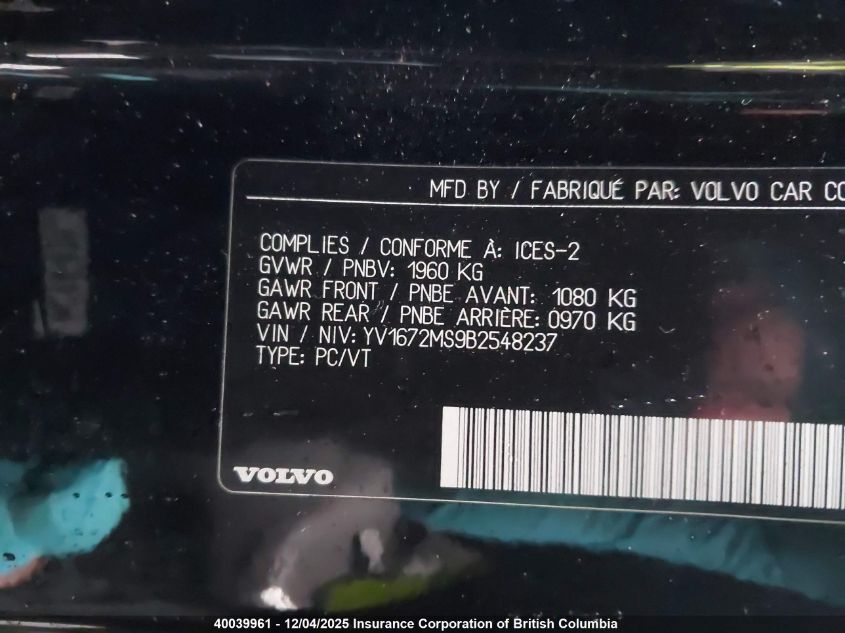 MFD BY / FABRIQUÉ PAR: VOLVO CAR CO
COMPLIES / CONFORME À: ICES-2
GVWR / PNBV: 1960 KG
GAWR FRONT / PNBE AVANT: 1080 KG
GAWR REAR / PNBE ARRIÈRE: 0970 KG
VIN / NIV: YV1672MS9B2548237
TYPE: PC/VT
VOLVO
40039961 - 12/04/2025 Insurance Corporation of British Columbia